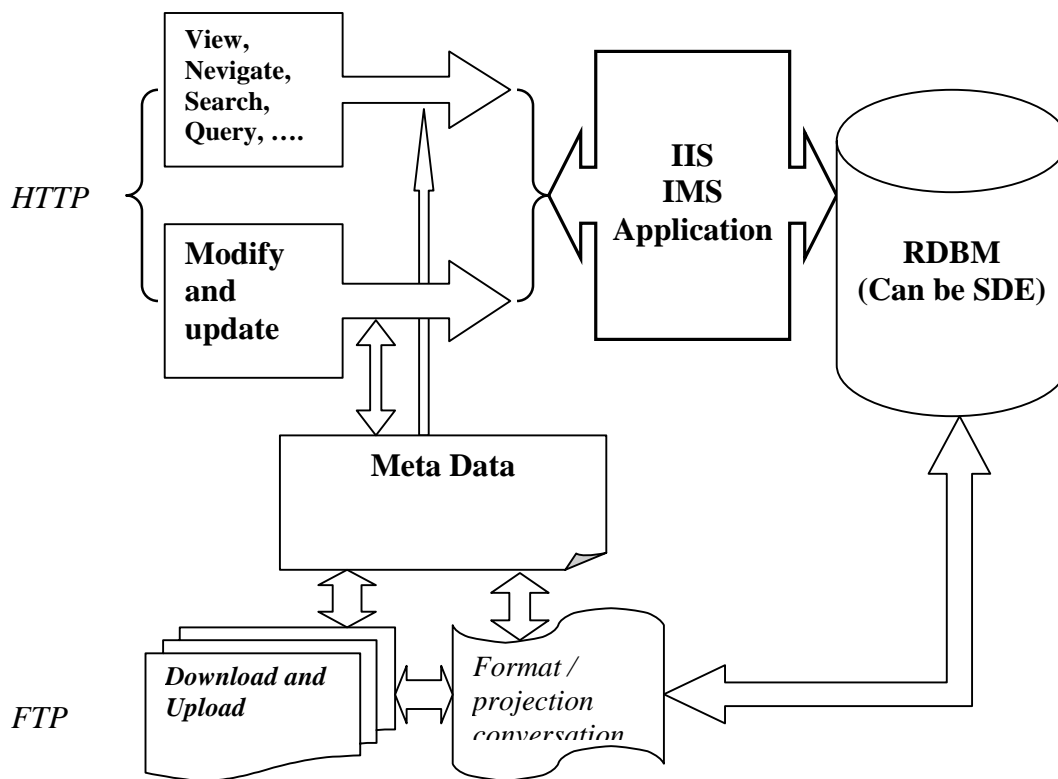 View,
Nevigate,
Search,
Query, ….
HTTP
Modify
and
update
IIS
IMS
Application
RDBM
(Can be SDE)
Meta Data
Download and
Upload
Format /
projection
conversation
FTP